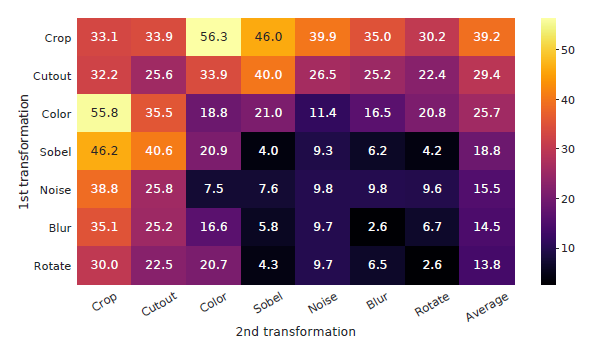 Crop 33.1 33.9 56.3 46.0 39.9 35.0 30.2 39.2
Cutout 32.2 25.6 33.9 40.0 26.5 25.2 22.4 29.4
Color 55.8 35.5 18.8 21.0 11.4 16.5 20.8 25.7
Sobel 46.2 40.6 20.9 4.0 9.3 6.2 4.2 18.8
Noise 38.8 25.8 7.5 7.6 9.8 9.8 9.6 15.5
Blur 35.1 25.2 16.6 5.8 9.7 2.6 6.7 14.5
Rotate 30.0 22.5 20.7 4.3 9.7 6.5 2.6 13.8
Crop Cutout Color Sobel Noise Blur Rotate Average
2nd transformation
1st transformation
50
40
30
20
10